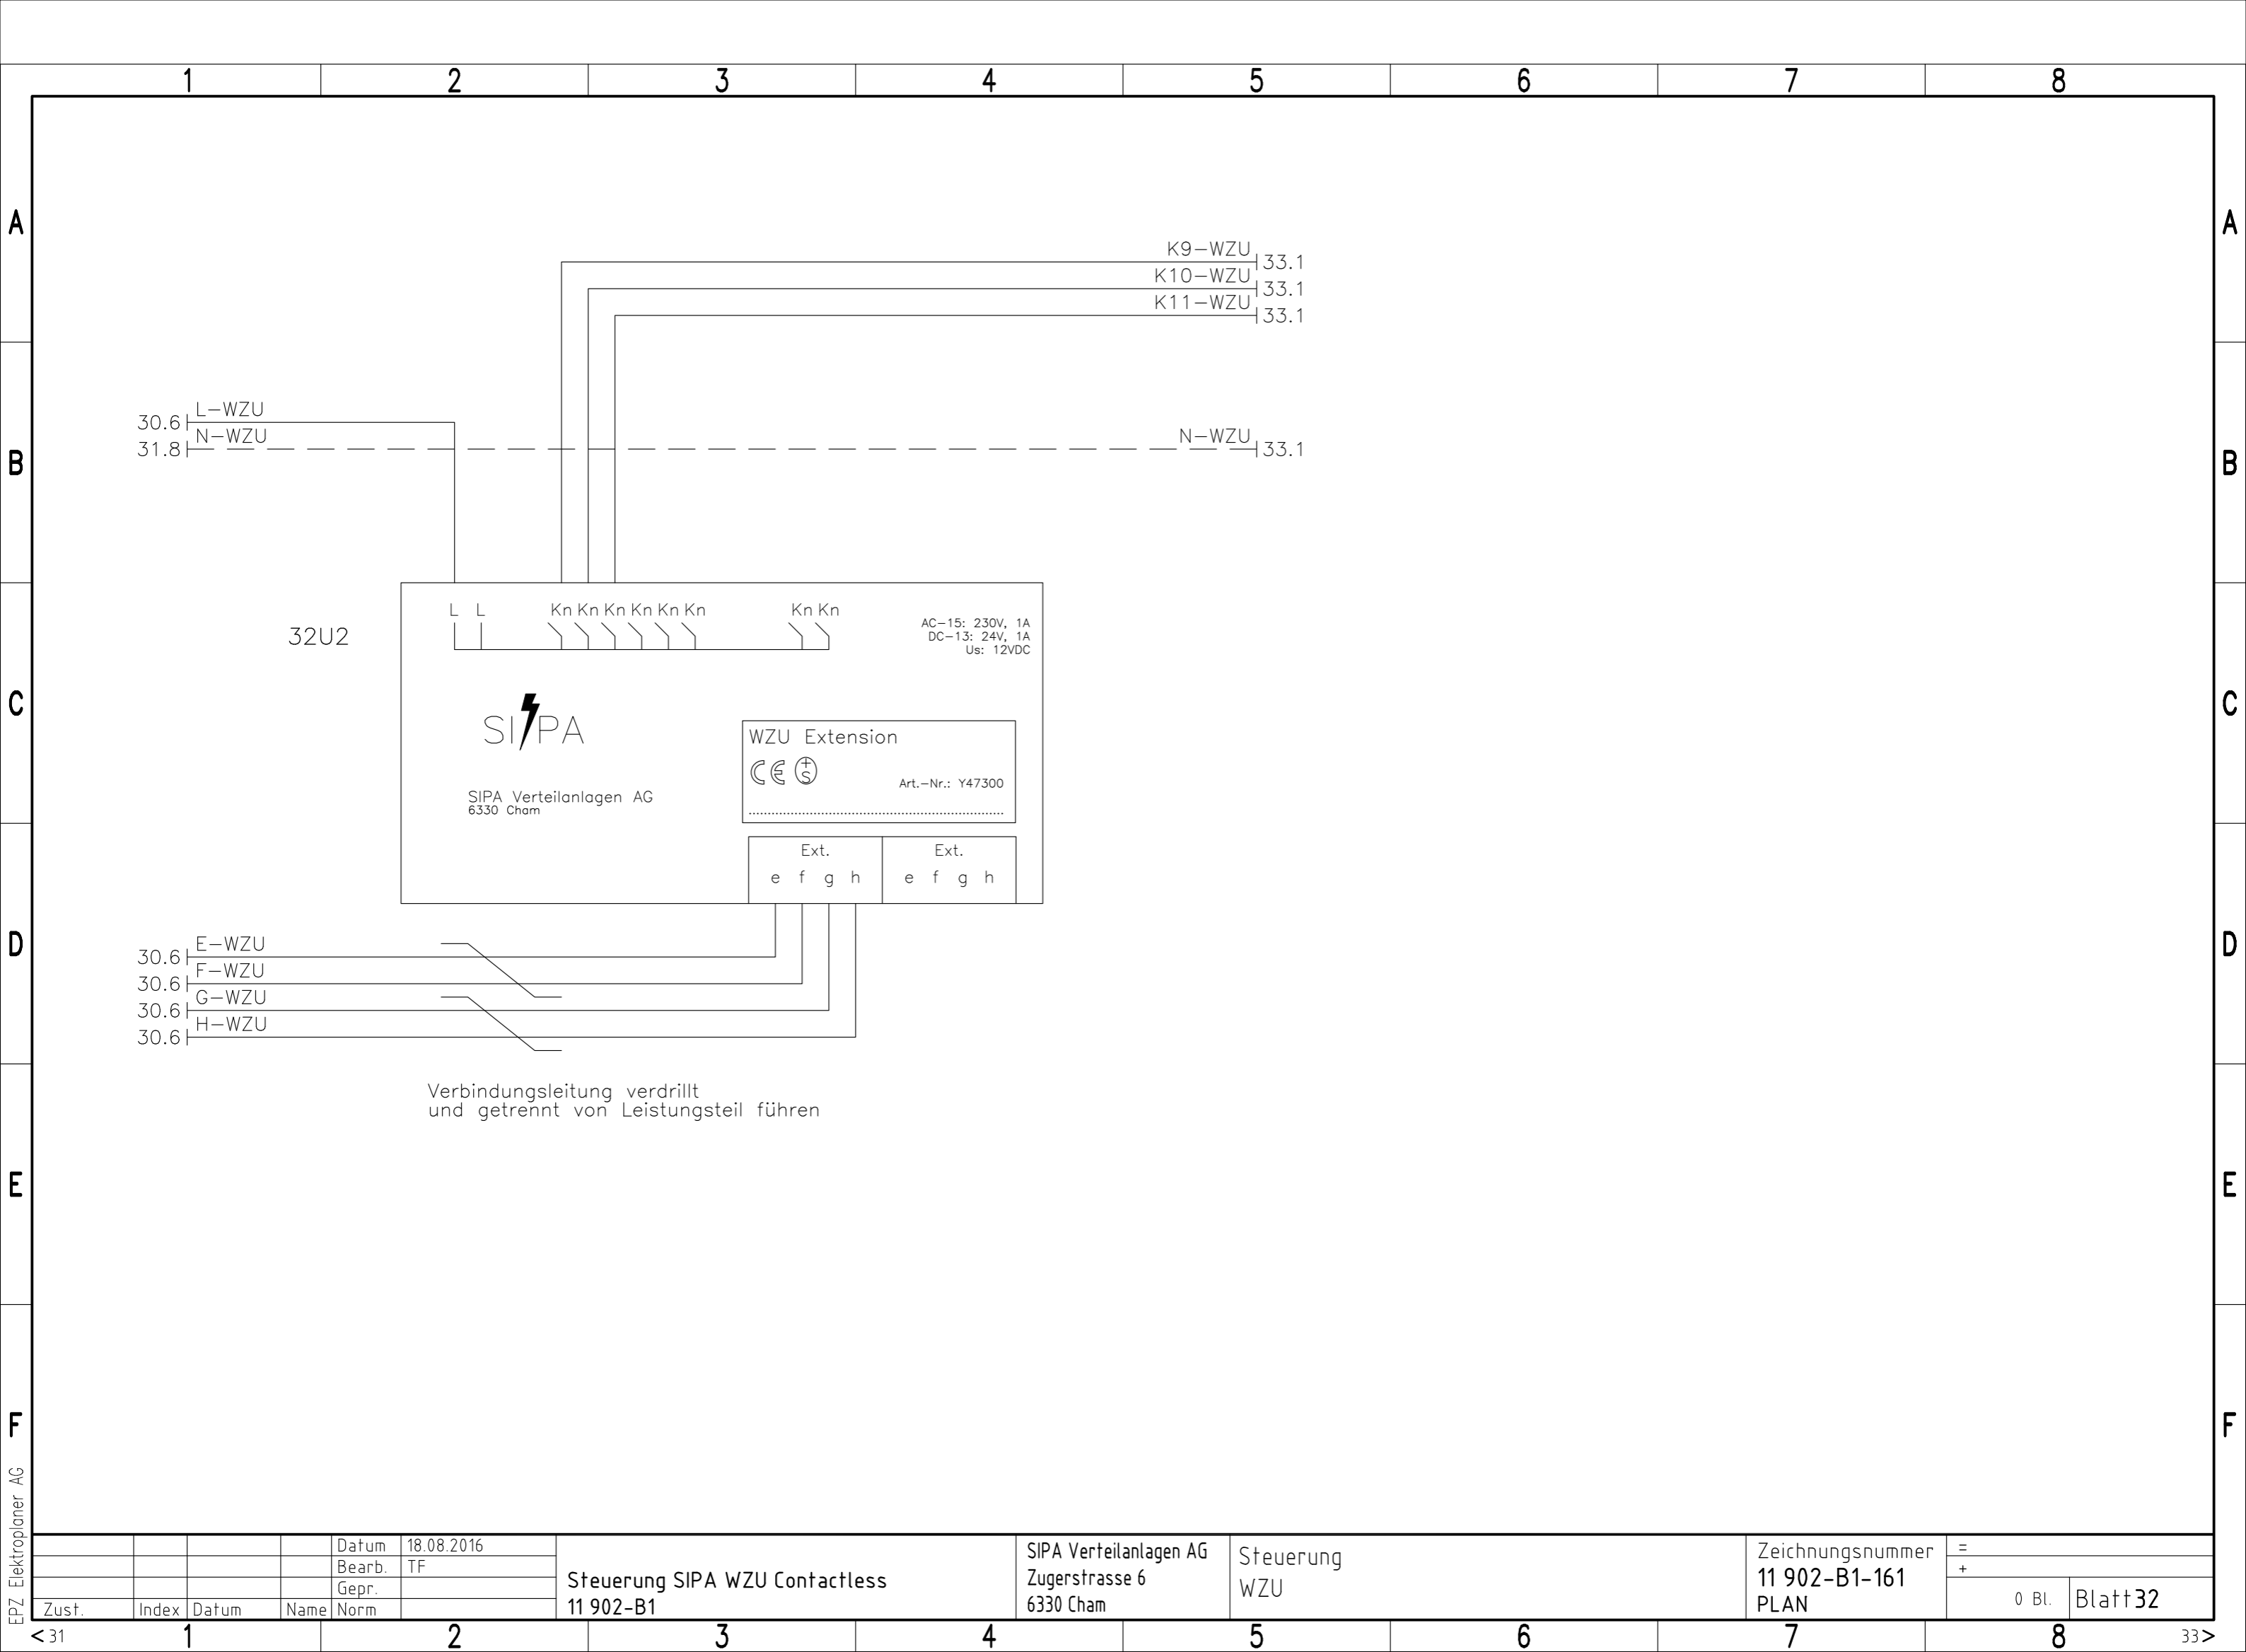 1 2 3 4 5 6 7 8
A A
K9-WZU 33.1
K10-WZU 33.1
K11-WZU 33.1
30.6 L-WZU
31.8 N-WZU N-WZU 33.1
B B
L L Kn Kn Kn Kn Kn Kn Kn Kn
32U2
AC-15: 230V, 1A
DC-13: 24V, 1A
Us: 12VDC
C C
SIPA
WZU Extension
CE +S
Art.-Nr.: Y47300
SIPA Verteilanlagen AG
6330 Cham
Ext. Ext.
e f g h e f g h
D D
30.6 E-WZU
30.6 F-WZU
30.6 G-WZU
30.6 H-WZU
Verbindungsleitung verdrillt
und getrennt von Leistungsteil führen
E E
F F
EPZ Elektroplaner AG
Datum 18.08.2016
Bearb. TF
Gepr.
Zust. Index Datum Name Norm
Steuerung SIPA WZU Contactless
11 902-B1
SIPA Verteilanlagen AG
Zugerstrasse 6
6330 Cham
Steuerung
WZU
Zeichnungsnummer
11 902-B1-161
PLAN
=
+
0 Bl. Blatt 32
<31 1 2 3 4 5 6 7 8 33>